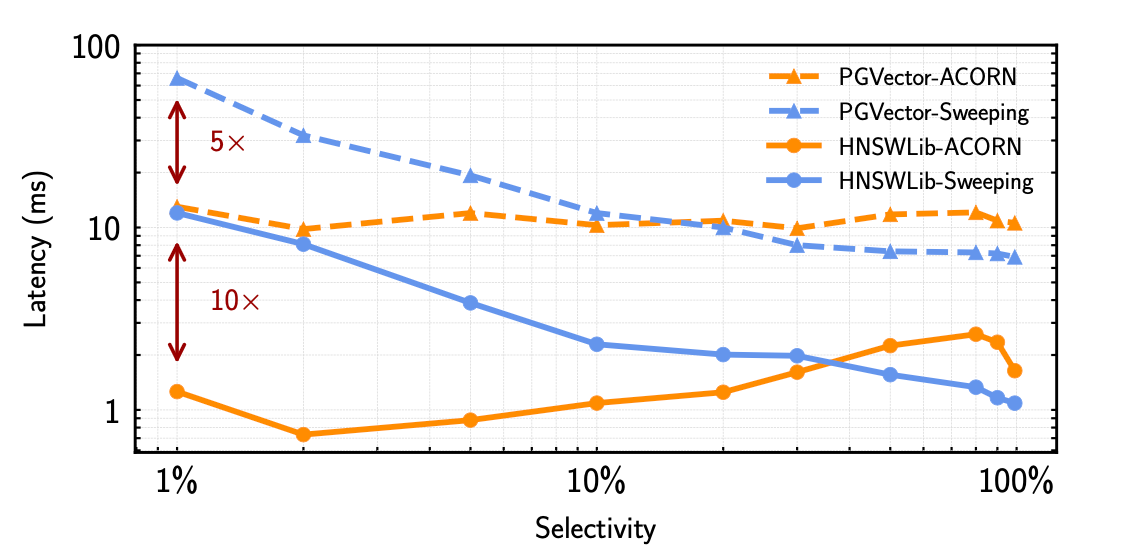 100
10
1
Latency (ms)
5×
10×
PGVector-ACORN
PGVector-Sweeping
HNSWLib-ACORN
HNSWLib-Sweeping
1%
10%
100%
Selectivity